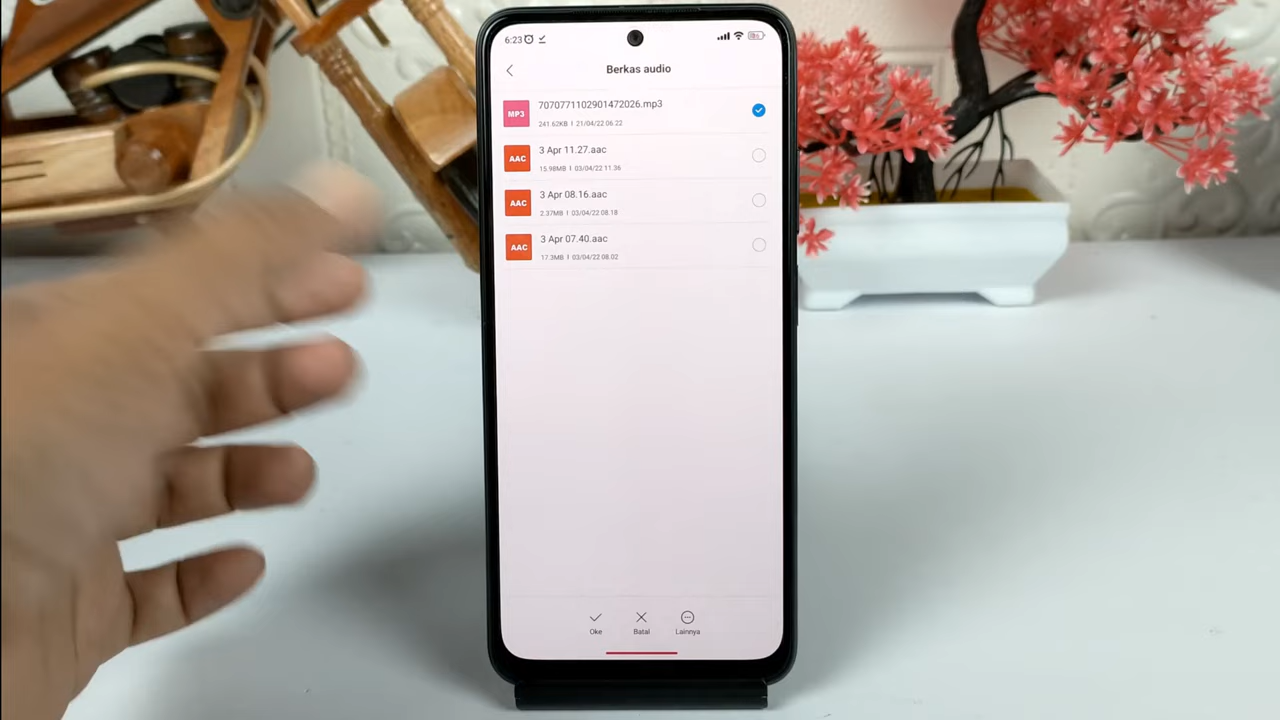 6:23
Berkas audio
MP3
7070771102901472026.mp3
241.62KB | 21/04/22 06.22
AAC
3 Apr 11.27.aac
15.98MB | 03/04/22 11.36
AAC
3 Apr 08.16.aac
2.37MB | 03/04/22 08.18
AAC
3 Apr 07.40.aac
17.3MB | 03/04/22 08.02
Oke
Batal
Lainnya